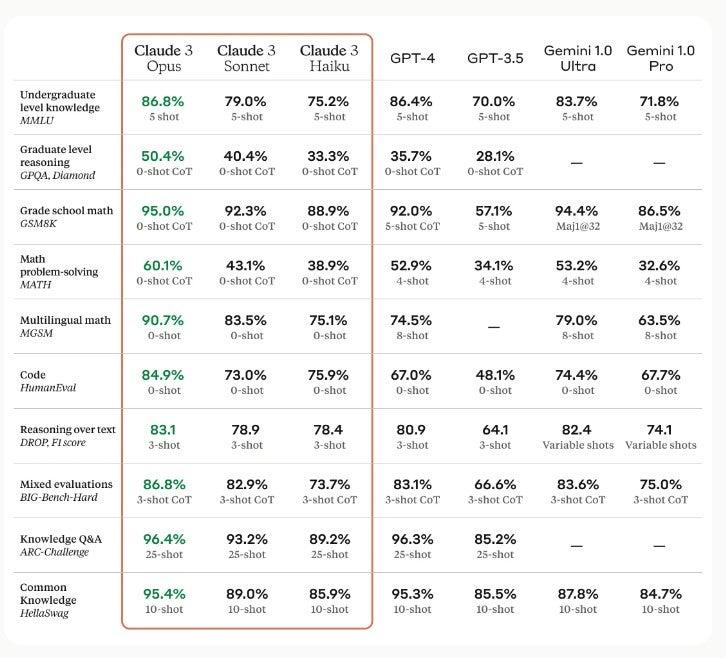 Claude 3 Claude 3 Claude 3 GPT-4 GPT-3.5 Gemini 1.0 Gemini 1.0
Opus Sonnet Haiku Ultra Pro
Undergraduate
level knowledge
MMLU
86.8% 79.0% 75.2% 86.4% 70.0% 83.7% 71.8%
5 shot 5-shot 5-shot 5-shot 5-shot 5-shot 5-shot
Graduate level
reasoning
GPQA, Diamond
50.4% 40.4% 33.3% 35.7% 28.1% — —
0-shot CoT 0-shot CoT 0-shot CoT 0-shot CoT 0-shot CoT
Grade school math
GSM8K
95.0% 92.3% 88.9% 92.0% 57.1% 94.4% 86.5%
0-shot CoT 0-shot CoT 0-shot CoT 5-shot CoT 5-shot Maj1@32 Maj1@32
Math
problem-solving
MATH
60.1% 43.1% 38.9% 52.9% 34.1% 53.2% 32.6%
0-shot CoT 0-shot CoT 0-shot CoT 4-shot 4-shot 4-shot 4-shot
Multilingual math
MGSM
90.7% 83.5% 75.1% 74.5% — 79.0% 63.5%
0-shot 0-shot 0-shot 8-shot 8-shot 8-shot
Code
HumanEval
84.9% 73.0% 75.9% 67.0% 48.1% 74.4% 67.7%
0-shot 0-shot 0-shot 0-shot 0-shot 0-shot 0-shot
Reasoning over text
DROP, F1 score
83.1 78.9 78.4 80.9 64.1 82.4 74.1
3-shot 3-shot 3-shot 3-shot 3-shot Variable shots Variable shots
Mixed evaluations
BIG-Bench-Hard
86.8% 82.9% 73.7% 83.1% 66.6% 83.6% 75.0%
3-shot CoT 3-shot CoT 3-shot CoT 3-shot CoT 3-shot CoT 3-shot CoT 3-shot CoT
Knowledge Q&A
ARC-Challenge
96.4% 93.2% 89.2% 96.3% 85.2% — —
25-shot 25-shot 25-shot 25-shot 25-shot
Common
Knowledge
HellaSwag
95.4% 89.0% 85.9% 95.3% 85.5% 87.8% 84.7%
10-shot 10-shot 10-shot 10-shot 10-shot 10-shot 10-shot